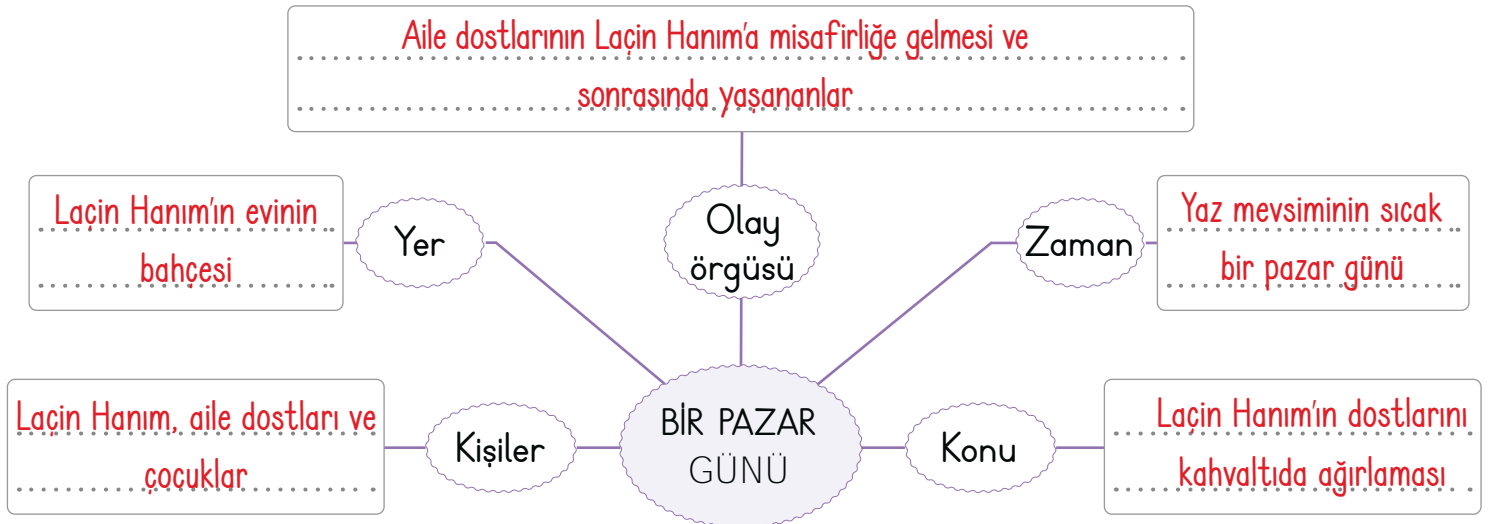 Aile dostlarının Laçin Hanım'a misafirliğe gelmesi ve
sonrasında yaşananlar
Laçin Hanım'ın evinin
bahçesi
Yer
Olay
örgüsü
Zaman
Yaz mevsiminin sıcak
bir pazar günü
Laçin Hanım, aile dostları ve
çocuklar
Kişiler
BİR PAZAR
GÜNÜ
Konu
Laçin Hanım'ın dostlarını
kahvaltıda ağırlaması